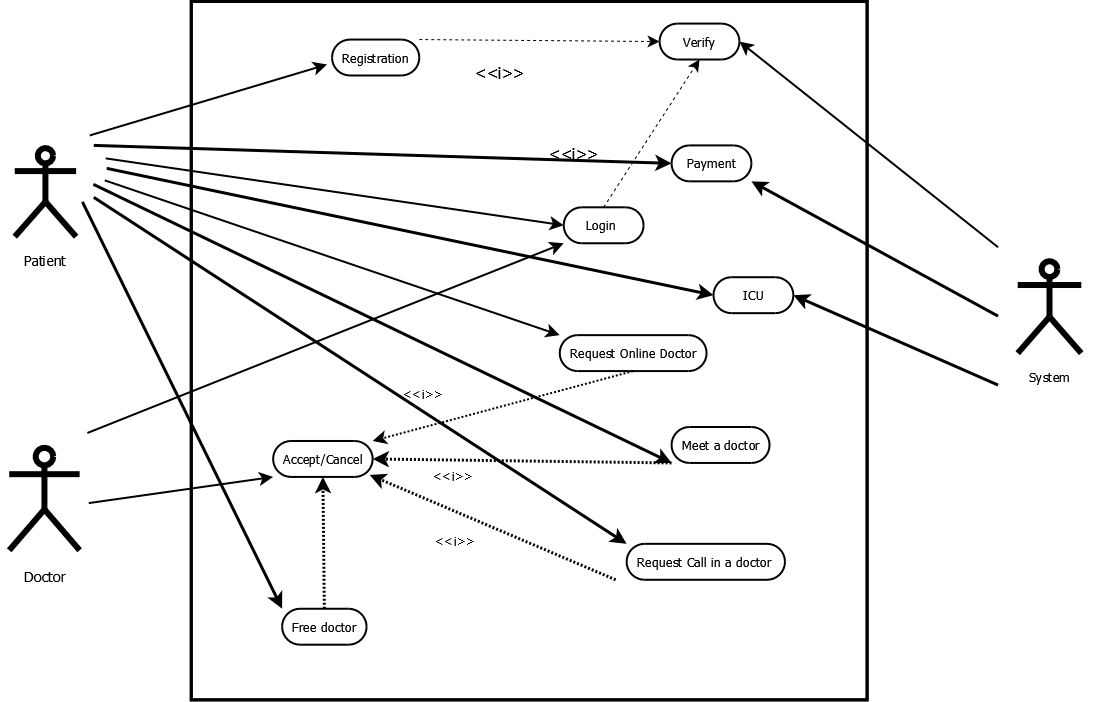 Verify
Registration
<<i>>
<<i>>
Payment
Login
Patient
ICU
Request Online Doctor
System
<<i>>
Meet a doctor
Accept/Cancel
<<i>>
<<i>>
Request Call in a doctor
Doctor
Free doctor